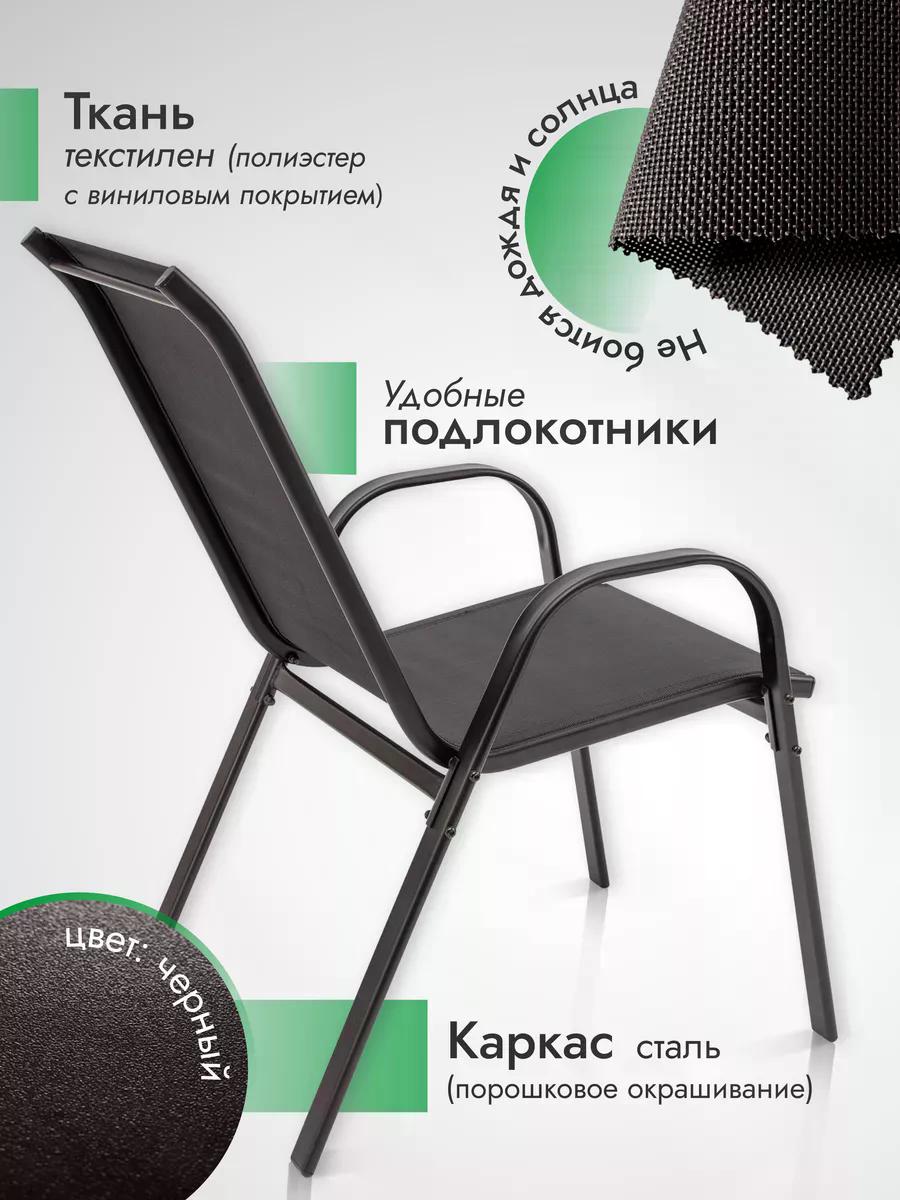 Ткань
текстилен (полиэстер
с виниловым покрытием)
Не боится дождя и солнца
Удобные
подлокотники
цвет: черный
Каркас сталь
(порошковое окрашивание)